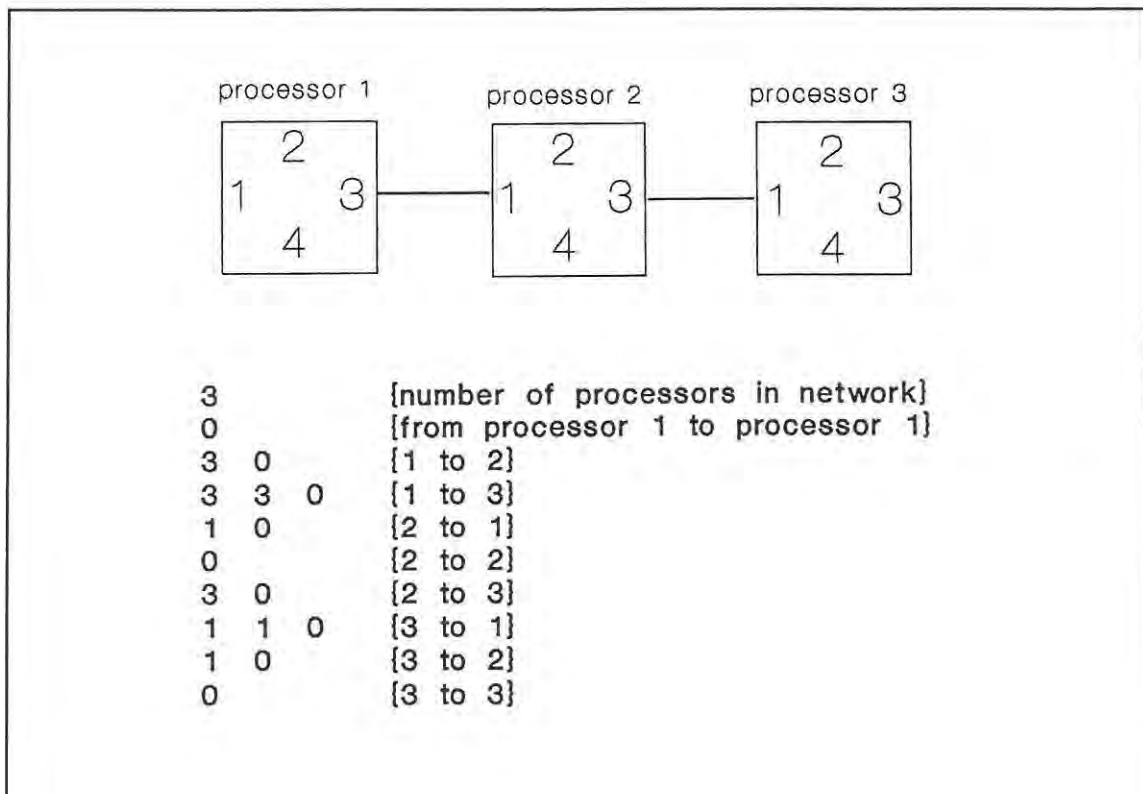 processor 1 processor 2 processor 3
2 2 2
1 3 1 3 1 3
4 4 4
3 {number of processors in network}
0 {from processor 1 to processor 1}
3 0 {1 to 2}
3 3 0 {1 to 3}
1 0 {2 to 1}
0 {2 to 2}
3 0 {2 to 3}
1 1 0 {3 to 1}
1 0 {3 to 2}
0 {3 to 3}